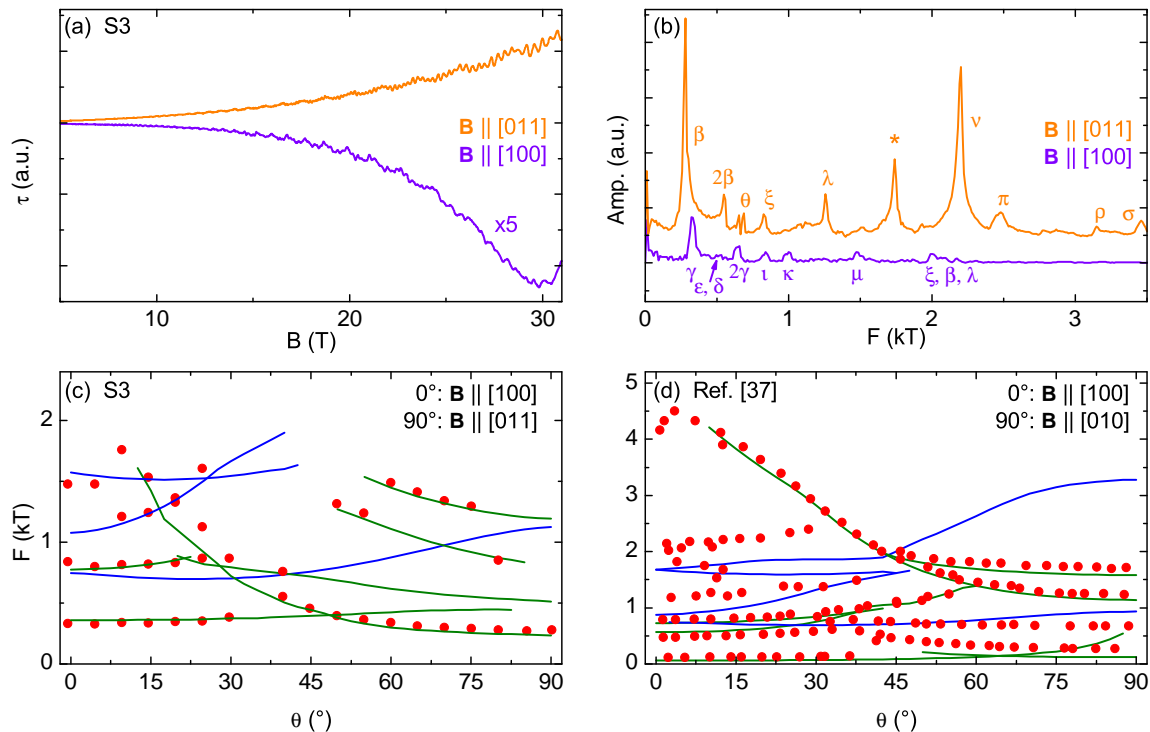 (a) S3
B || [011]
B || [100]
x5
τ (a.u.)
10 20 30
B (T)
(b)
B || [011]
B || [100]
β
2β
θ
ξ
λ
*
ν
π
ρ
σ
γ
ε, δ
2γ
ι
κ
μ
ξ, β, λ
Amp. (a.u.)
0 1 2 3
F (kT)
(c) S3
0°: B || [100]
90°: B || [011]
F (kT)
2
1
0
0 15 30 45 60 75 90
θ (°)
(d) Ref. [37]
0°: B || [100]
90°: B || [010]
F (kT)
5
4
3
2
1
0
0 15 30 45 60 75 90
θ (°)